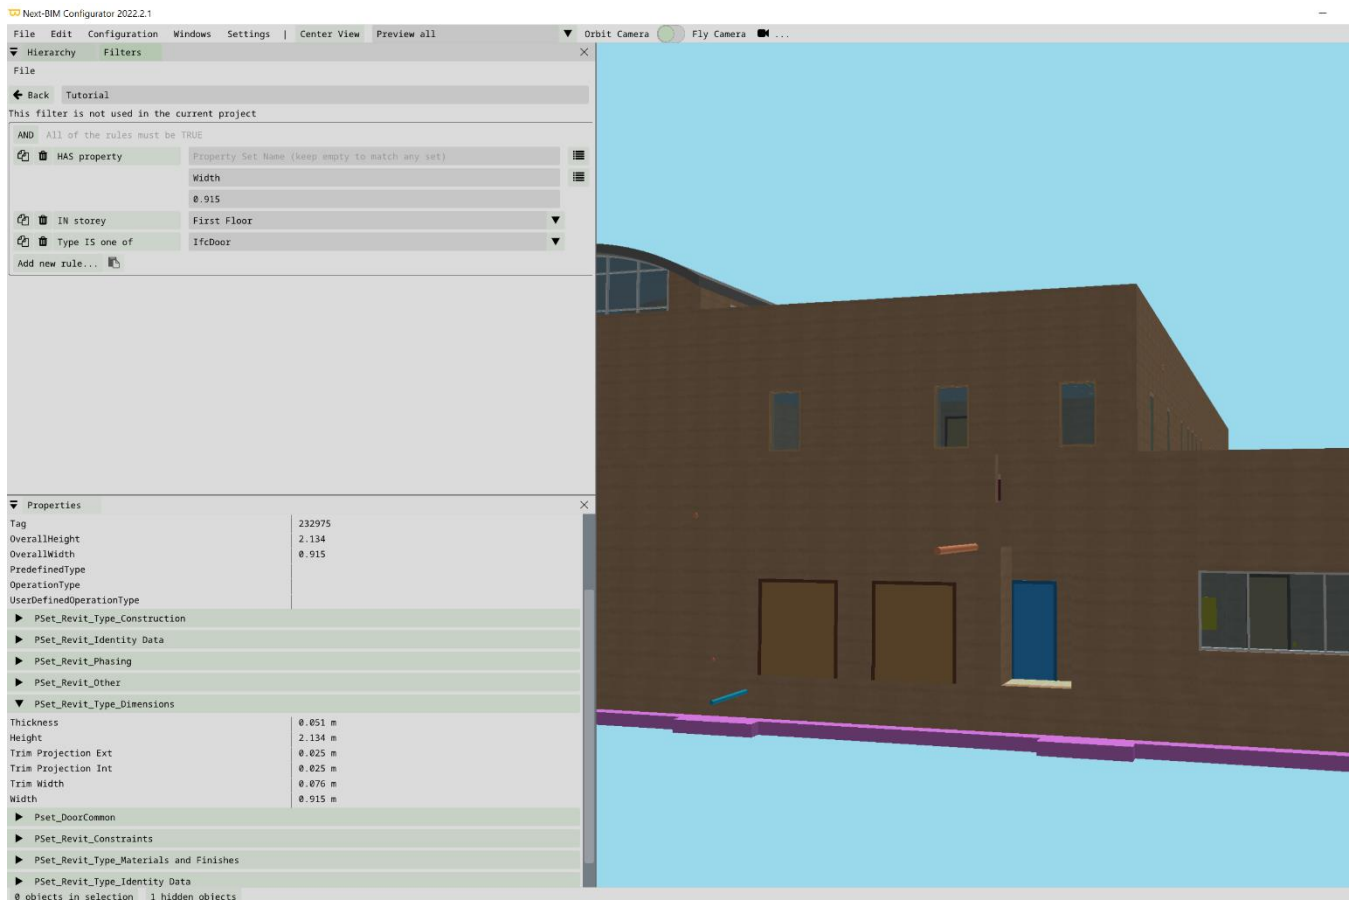 Next-BIM Configurator 2022.2.1
File Edit Configuration Windows Settings | Center View Preview all Orbit Camera Fly Camera ...
Hierarchy Filters
File
Back Tutorial
This filter is not used in the current project
AND All of the rules must be TRUE
HAS property Property Set Name (keep empty to match any set)
Width
0.915
IN storey First Floor
Type IS one of IfcDoor
Add new rule...
Properties
Tag 232975
OverallHeight 2.134
OverallWidth 0.915
PredefinedType
OperationType
UserDefinedOperationType
PSet_Revit_Type_Construction
PSet_Revit_Identity Data
PSet_Revit_Phasing
PSet_Revit_Other
PSet_Revit_Type_Dimensions
Thickness 0.051 m
Height 2.134 m
Trim Projection Ext 0.025 m
Trim Projection Int 0.025 m
Trim Width 0.076 m
Width 0.915 m
Pset_DoorCommon
PSet_Revit_Constraints
PSet_Revit_Type_Materials and Finishes
PSet_Revit_Type_Identity Data
0 objects in selection 1 hidden objects